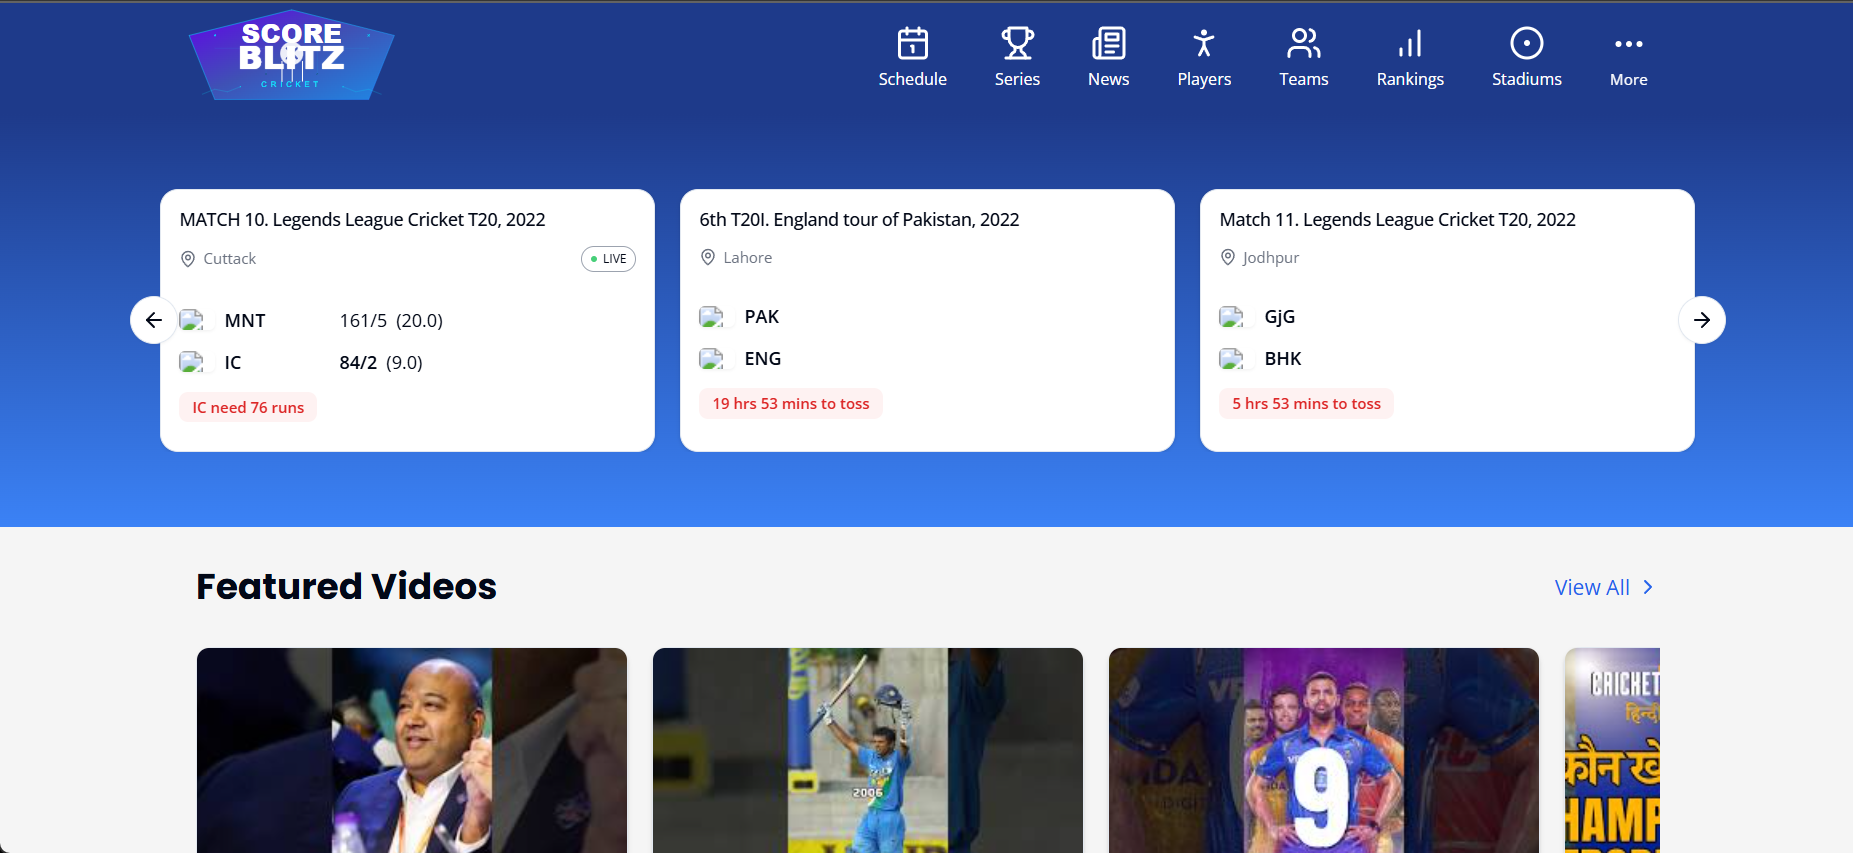 SCORE
BLITZ
CRICKET
Schedule
Series
News
Players
Teams
Rankings
Stadiums
More
MATCH 10. Legends League Cricket T20, 2022
Cuttack
LIVE
MNT 161/5 (20.0)
IC 84/2 (9.0)
IC need 76 runs
6th T20I. England tour of Pakistan, 2022
Lahore
PAK
ENG
19 hrs 53 mins to toss
Match 11. Legends League Cricket T20, 2022
Jodhpur
GjG
BHK
5 hrs 53 mins to toss
Featured Videos
View All
2006
9
CRICKET
कौन
HAMP